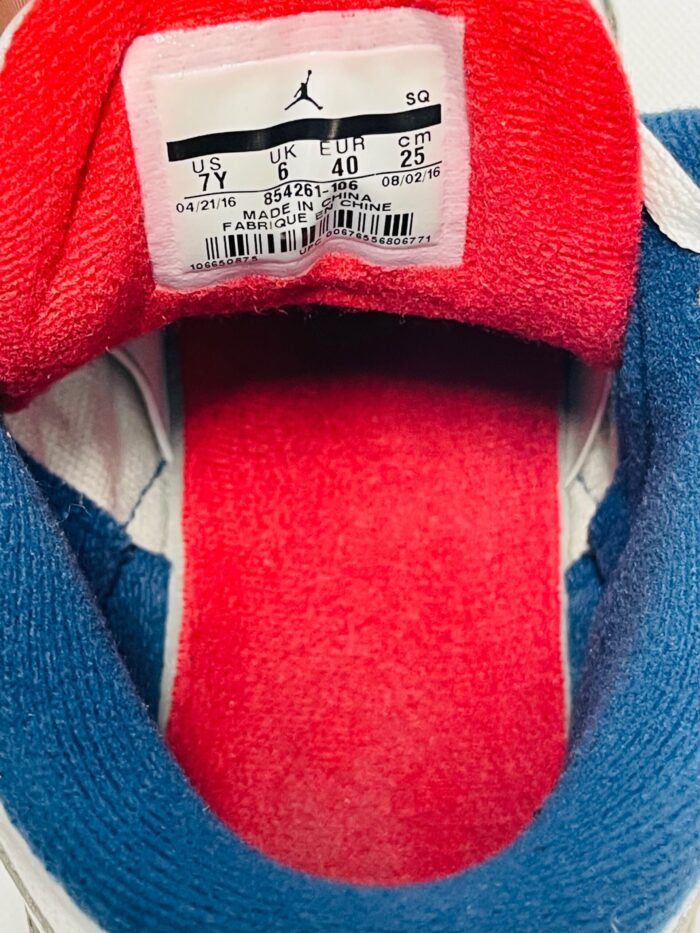 SQ
US UK EUR cm
7Y 6 40 25
04/21/16 854261-106 08/02/16
MADE IN CHINA
FABRIQUE EN CHINE
106650875 UPC 00676556806771